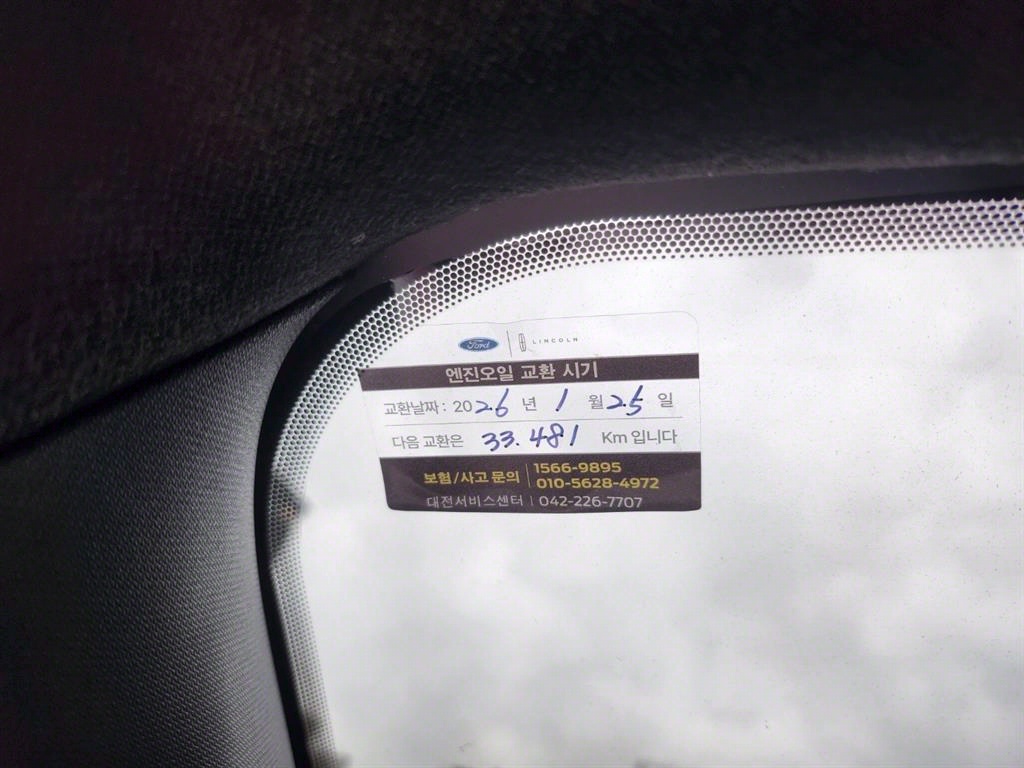 Ford | LINCOLN
엔진오일 교환 시기
교환날짜 : 2026 년 1 월 25 일
다음 교환은 33.481 Km 입니다
보험/사고 문의 | 1566-9895
010-5628-4972
대전서비스센터 | 042-226-7707